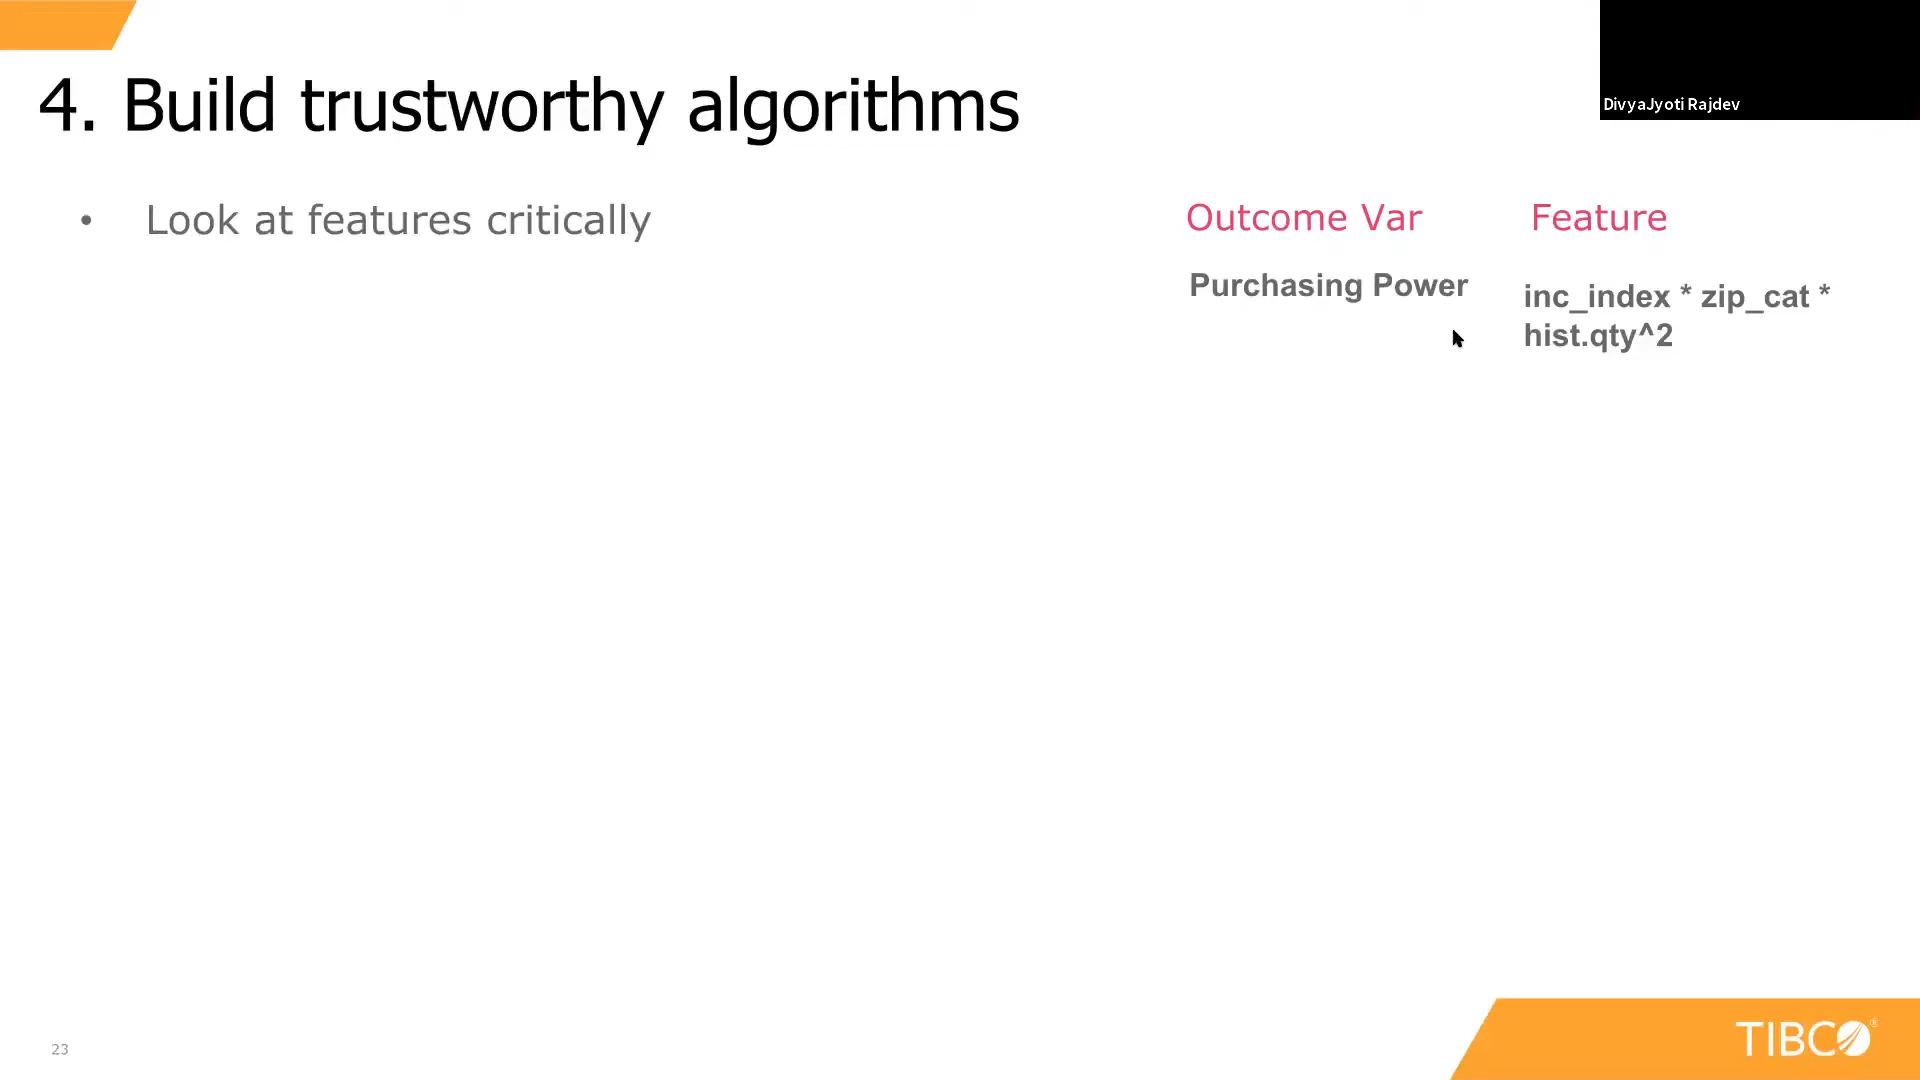 4. Build trustworthy algorithms
DivyaJyoti Rajdev
• Look at features critically
Outcome Var
Feature
Purchasing Power
inc_index * zip_cat *
hist.qty^2
23
TIBCO®